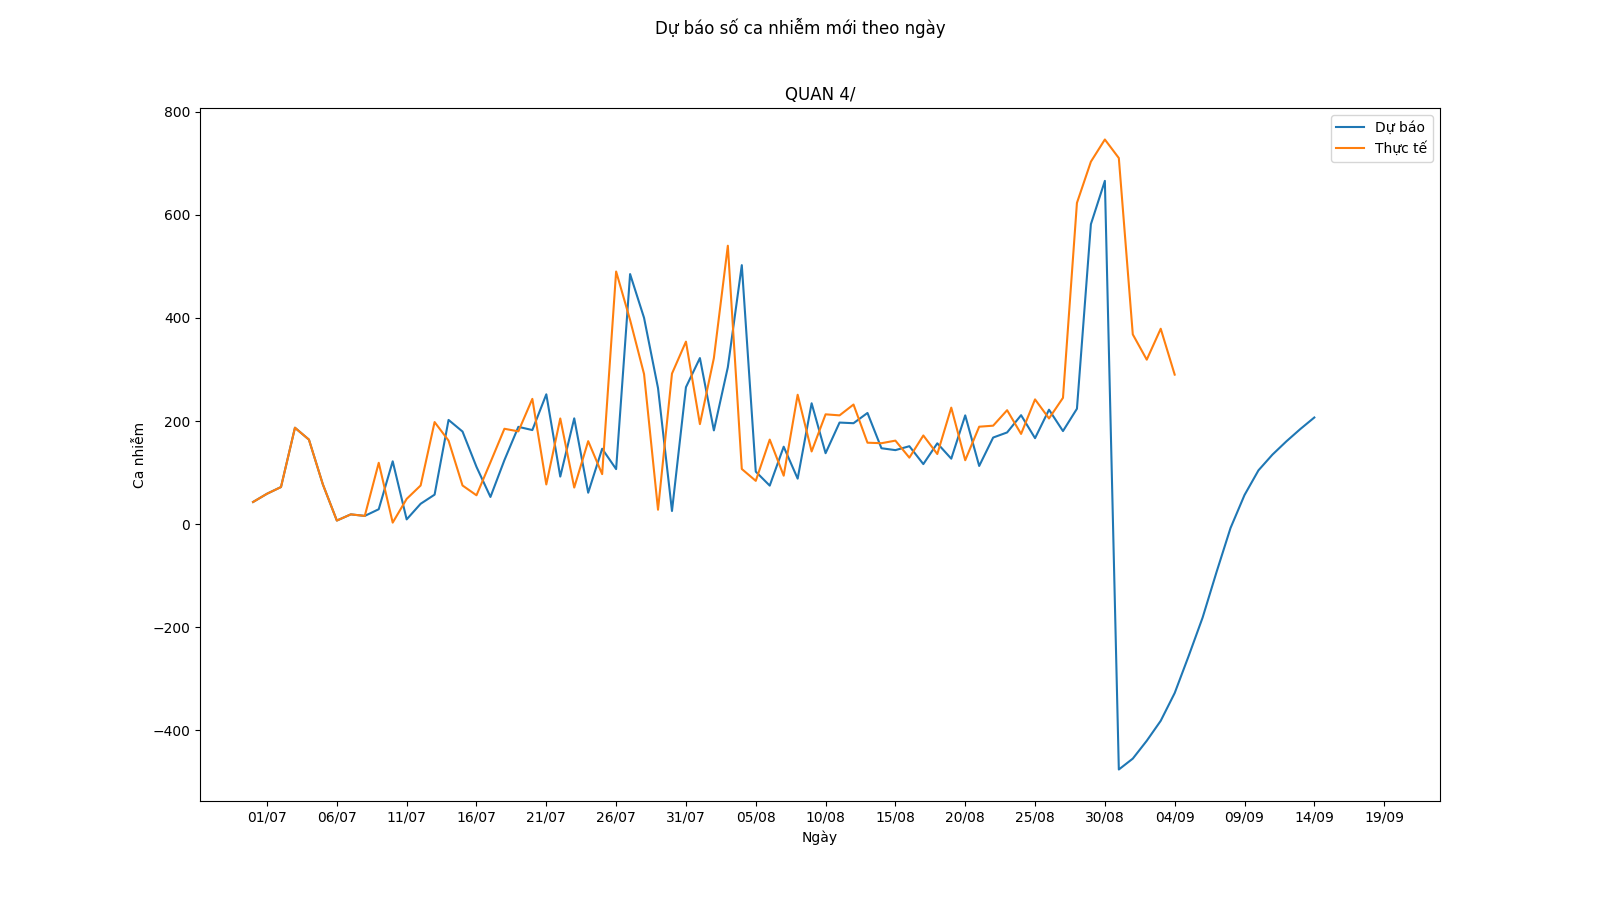 Dự báo số ca nhiễm mới theo ngày
QUAN 4/
Dự báo
Thực tế
800
600
400
200
0
−200
−400
Ca nhiễm
01/07 06/07 11/07 16/07 21/07 26/07 31/07 05/08 10/08 15/08 20/08 25/08 30/08 04/09 09/09 14/09 19/09
Ngày